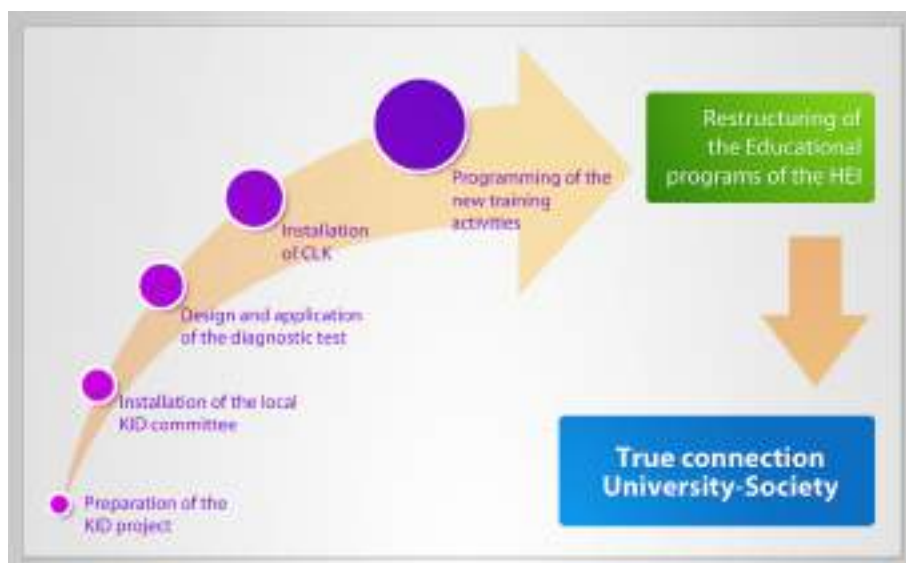 Restructuring of
the Educational
programs of the HEI
Programming of the
new training
activities
Installation
of CLK
Design and application
of the diagnostic test
Installation of the local
KID committee
Preparation of the
KID project
True connection
University-Society